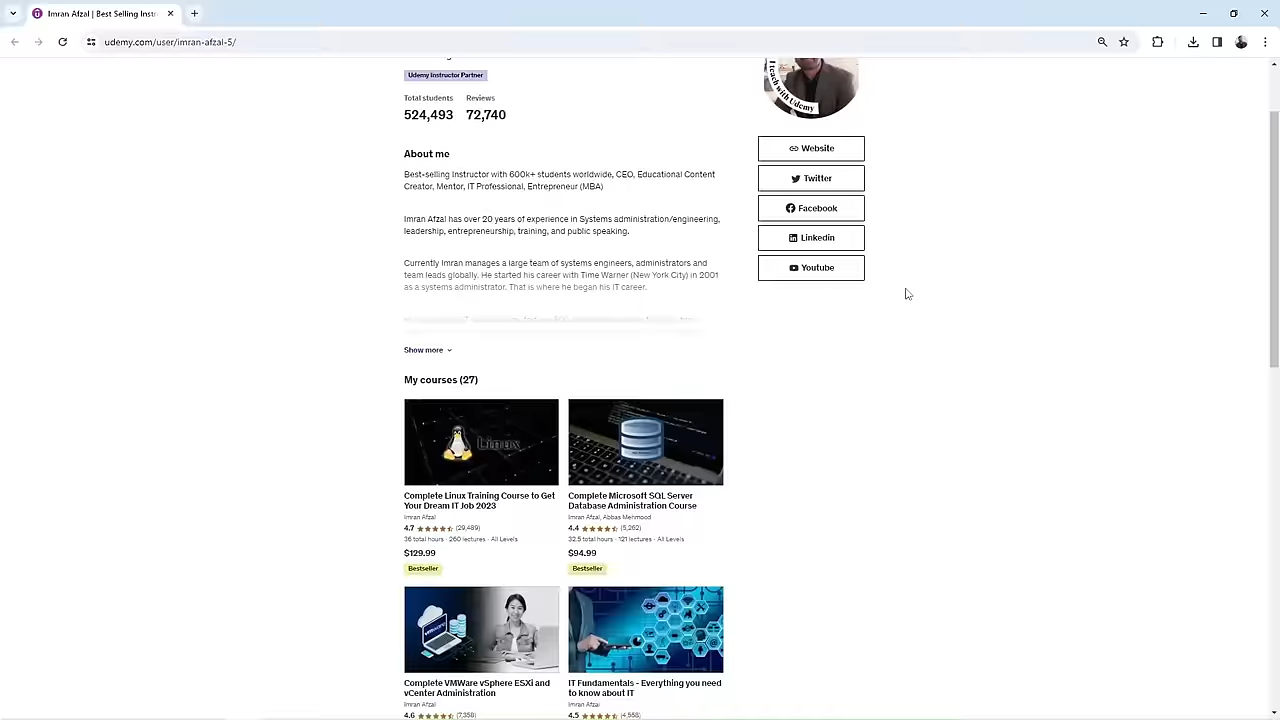 Imran Afzal | Best Selling Instr
udemy.com/user/imran-afzal-5/
Udemy Instructor Partner
I teach with Udemy
Total students Reviews
524,493 72,740
Website
About me
Best-selling Instructor with 600k+ students worldwide, CEO, Educational Content
Creator, Mentor, IT Professional, Entrepreneur (MBA)
Twitter
Facebook
Imran Afzal has over 20 years of experience in Systems administration/engineering,
leadership, entrepreneurship, training, and public speaking.
Linkedin
Youtube
Currently Imran manages a large team of systems engineers, administrators and
team leads globally. He started his career with Time Warner (New York City) in 2001
as a systems administrator. That is where he began his IT career.
Show more
My courses (27)
Linux
Complete Linux Training Course to Get
Your Dream IT Job 2023
Imran Afzal
4.7 (29,489)
36 total hours · 260 lectures · All Levels
$129.99
Bestseller
Complete Microsoft SQL Server
Database Administration Course
Imran Afzal, Abbas Mehmood
4.4 (5,262)
32.5 total hours · 121 lectures · All Levels
$94.99
Bestseller
vmware
Complete VMWare vSphere ESXi and
vCenter Administration
Imran Afzal
4.6 (7,358)
IT Fundamentals - Everything you need
to know about IT
Imran Afzal
4.5 (4,558)